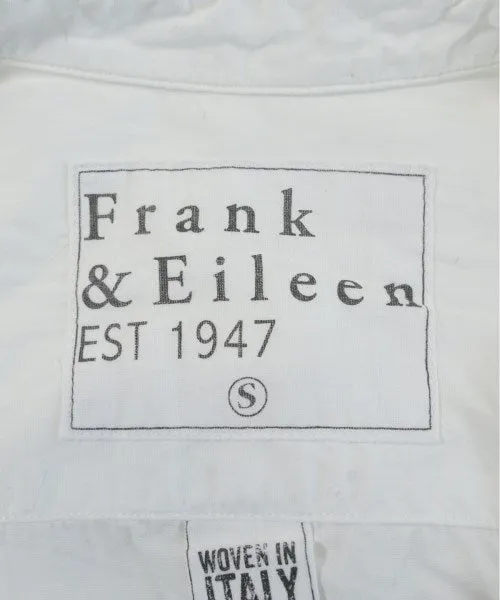 Frank
& Eileen
EST 1947
S
WOVEN IN
ITALY